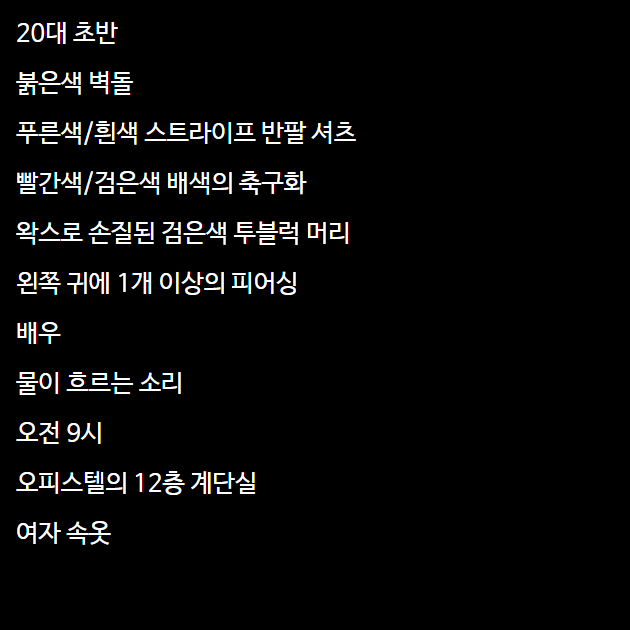 20대 초반
붉은색 벽돌
푸른색/흰색 스트라이프 반팔 셔츠
빨간색/검은색 배색의 축구화
왁스로 손질된 검은색 투블럭 머리
왼쪽 귀에 1개 이상의 피어싱
배우
물이 흐르는 소리
오전 9시
오피스텔의 12층 계단실
여자 속옷